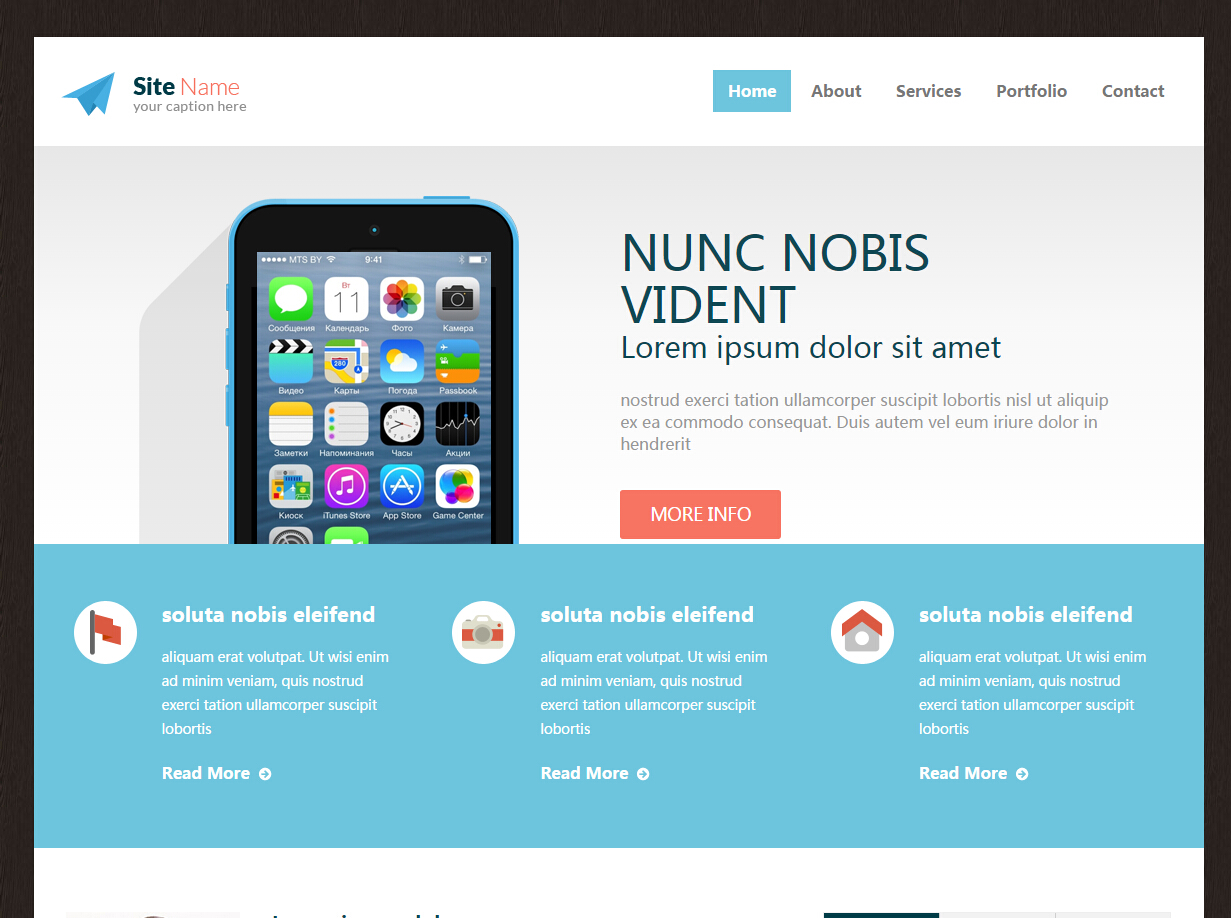 Site Name
your caption here
Home About Services Portfolio Contact
MTS BY 9:41
Вт
11
Сообщения Календарь Фото Камера
280
Видео Карты Погода Passbook
Заметки Напоминания Часы Акции
Киоск iTunes Store App Store Game Center
NUNC NOBIS
VIDENT
Lorem ipsum dolor sit amet
nostrud exerci tation ullamcorper suscipit lobortis nisl ut aliquip
ex ea commodo consequat. Duis autem vel eum iriure dolor in
hendrerit
MORE INFO
soluta nobis eleifend
aliquam erat volutpat. Ut wisi enim
ad minim veniam, quis nostrud
exerci tation ullamcorper suscipit
lobortis
Read More
soluta nobis eleifend
aliquam erat volutpat. Ut wisi enim
ad minim veniam, quis nostrud
exerci tation ullamcorper suscipit
lobortis
Read More
soluta nobis eleifend
aliquam erat volutpat. Ut wisi enim
ad minim veniam, quis nostrud
exerci tation ullamcorper suscipit
lobortis
Read More